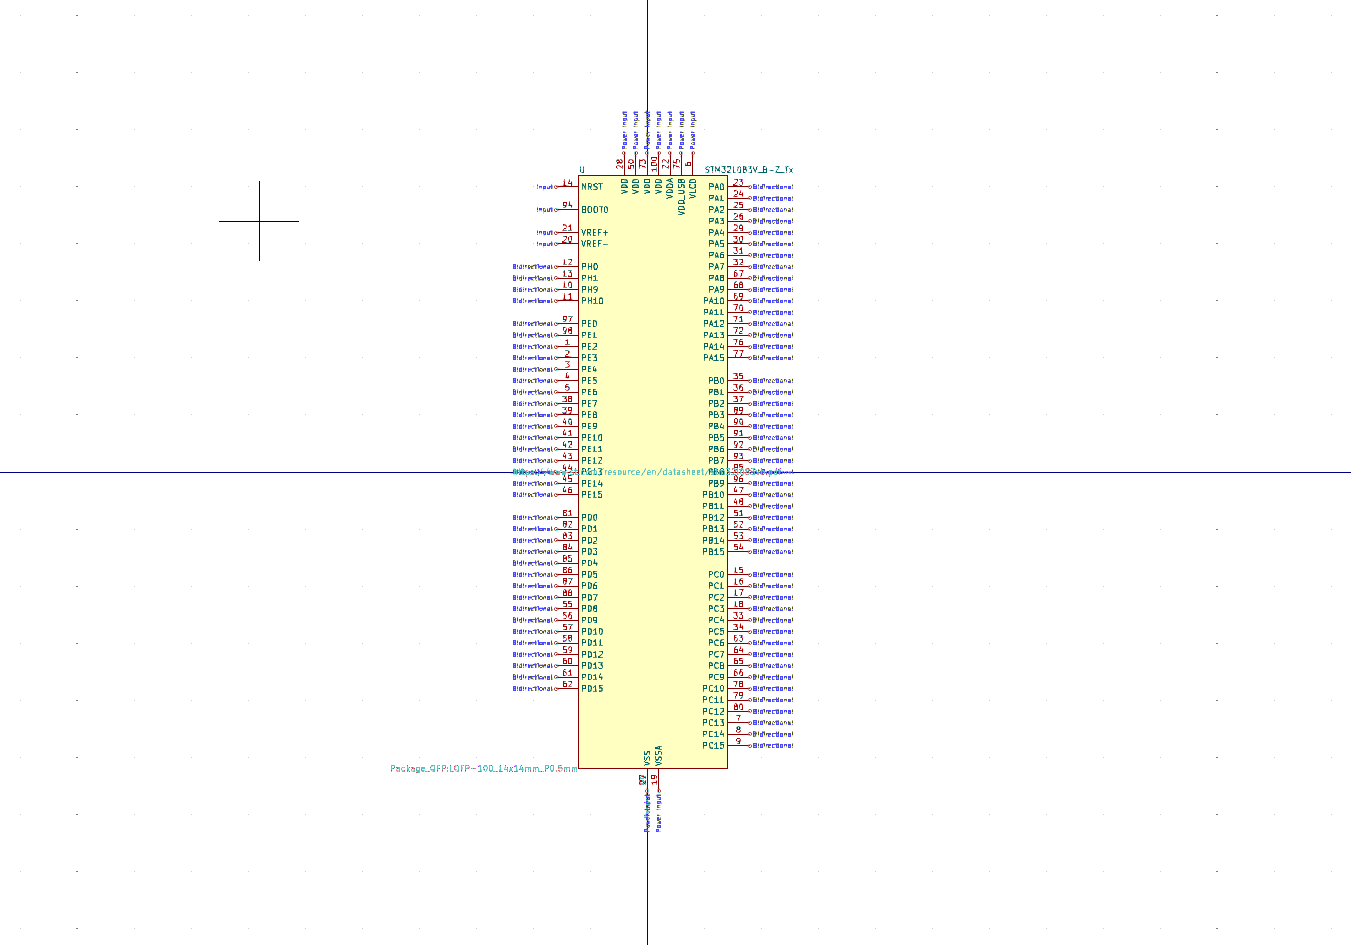 Power Input Power Input Power Input Power Input Power Input Power Input Power Input
28 50 73 100 22 75 6
U STM32L083V_B-Z_Tx
VDD VDD VDD VDD VDDA VDD_USB VLCD
Input 14 NRST PA0 23 Bidirectional
PA1 24 Bidirectional
Input 94 BOOT0 PA2 25 Bidirectional
PA3 26 Bidirectional
Input 21 VREF+ PA4 29 Bidirectional
Input 20 VREF- PA5 30 Bidirectional
PA6 31 Bidirectional
Bidirectional 12 PH0 PA7 32 Bidirectional
Bidirectional 13 PH1 PA8 67 Bidirectional
Bidirectional 10 PH9 PA9 68 Bidirectional
Bidirectional 11 PH10 PA10 69 Bidirectional
PA11 70 Bidirectional
Bidirectional 97 PE0 PA12 71 Bidirectional
Bidirectional 98 PE1 PA13 72 Bidirectional
Bidirectional 1 PE2 PA14 76 Bidirectional
Bidirectional 2 PE3 PA15 77 Bidirectional
Bidirectional 3 PE4
Bidirectional 4 PE5 PB0 35 Bidirectional
Bidirectional 5 PE6 PB1 36 Bidirectional
Bidirectional 38 PE7 PB2 37 Bidirectional
Bidirectional 39 PE8 PB3 89 Bidirectional
Bidirectional 40 PE9 PB4 90 Bidirectional
Bidirectional 41 PE10 PB5 91 Bidirectional
Bidirectional 42 PE11 PB6 92 Bidirectional
Bidirectional 43 PE12 PB7 93 Bidirectional
44 PE13 resource/en/datasheet/ PB8 95
Bidirectional 45 PE14 PB9 96 Bidirectional
Bidirectional 46 PE15 PB10 47 Bidirectional
PB11 48 Bidirectional
Bidirectional 81 PD0 PB12 51 Bidirectional
Bidirectional 82 PD1 PB13 52 Bidirectional
Bidirectional 83 PD2 PB14 53 Bidirectional
Bidirectional 84 PD3 PB15 54 Bidirectional
Bidirectional 85 PD4
Bidirectional 86 PD5 PC0 15 Bidirectional
Bidirectional 87 PD6 PC1 16 Bidirectional
Bidirectional 88 PD7 PC2 17 Bidirectional
Bidirectional 55 PD8 PC3 18 Bidirectional
Bidirectional 56 PD9 PC4 33 Bidirectional
Bidirectional 57 PD10 PC5 34 Bidirectional
Bidirectional 58 PD11 PC6 63 Bidirectional
Bidirectional 59 PD12 PC7 64 Bidirectional
Bidirectional 60 PD13 PC8 65 Bidirectional
Bidirectional 61 PD14 PC9 66 Bidirectional
Bidirectional 62 PD15 PC10 78 Bidirectional
PC11 79 Bidirectional
PC12 80 Bidirectional
PC13 7 Bidirectional
PC14 8 Bidirectional
PC15 9 Bidirectional
VSS VSSA
Package_QFP:LQFP-100_14x14mm_P0.5mm
19
Power Input